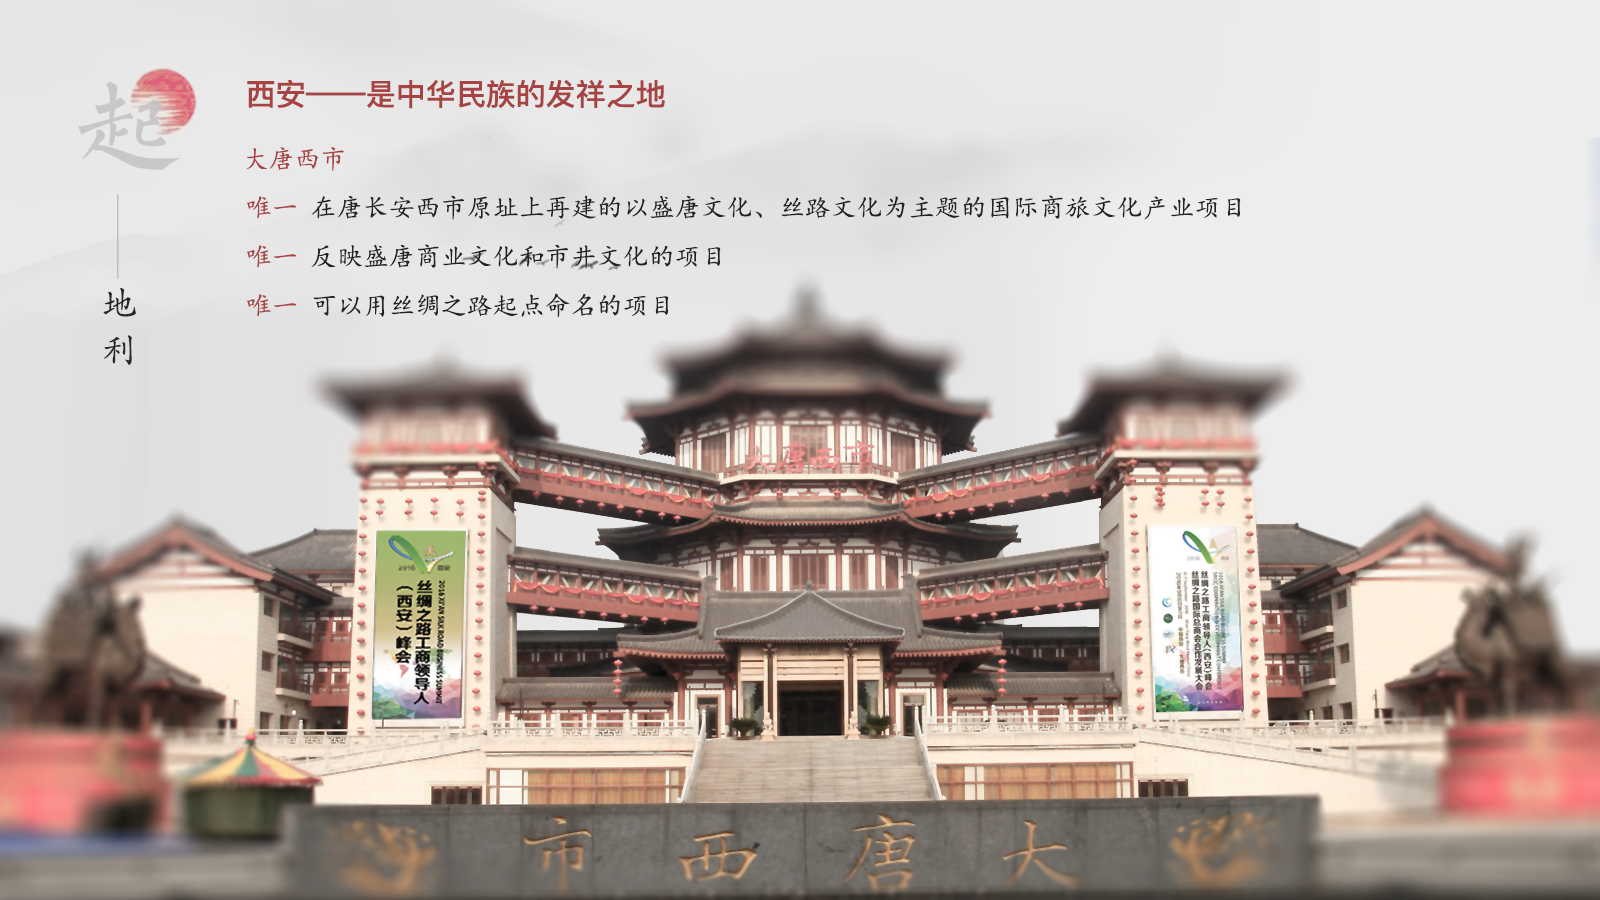 起
西安——是中华民族的发祥之地
大唐西市
唯一 在唐长安西市原址上再建的以盛唐文化、丝路文化为主题的国际商旅文化产业项目
唯一 反映盛唐商业文化和市井文化的项目
唯一 可以用丝绸之路起点命名的项目
地利
大唐西市
2016
2016 XI'AN SILK ROAD BUSINESS SUMMIT
丝绸之路工商领导人
（西安）峰会
2016
丝绸之路工商领导人（西安）峰会
丝绸之路国际总商会合作发展大会
市西唐大